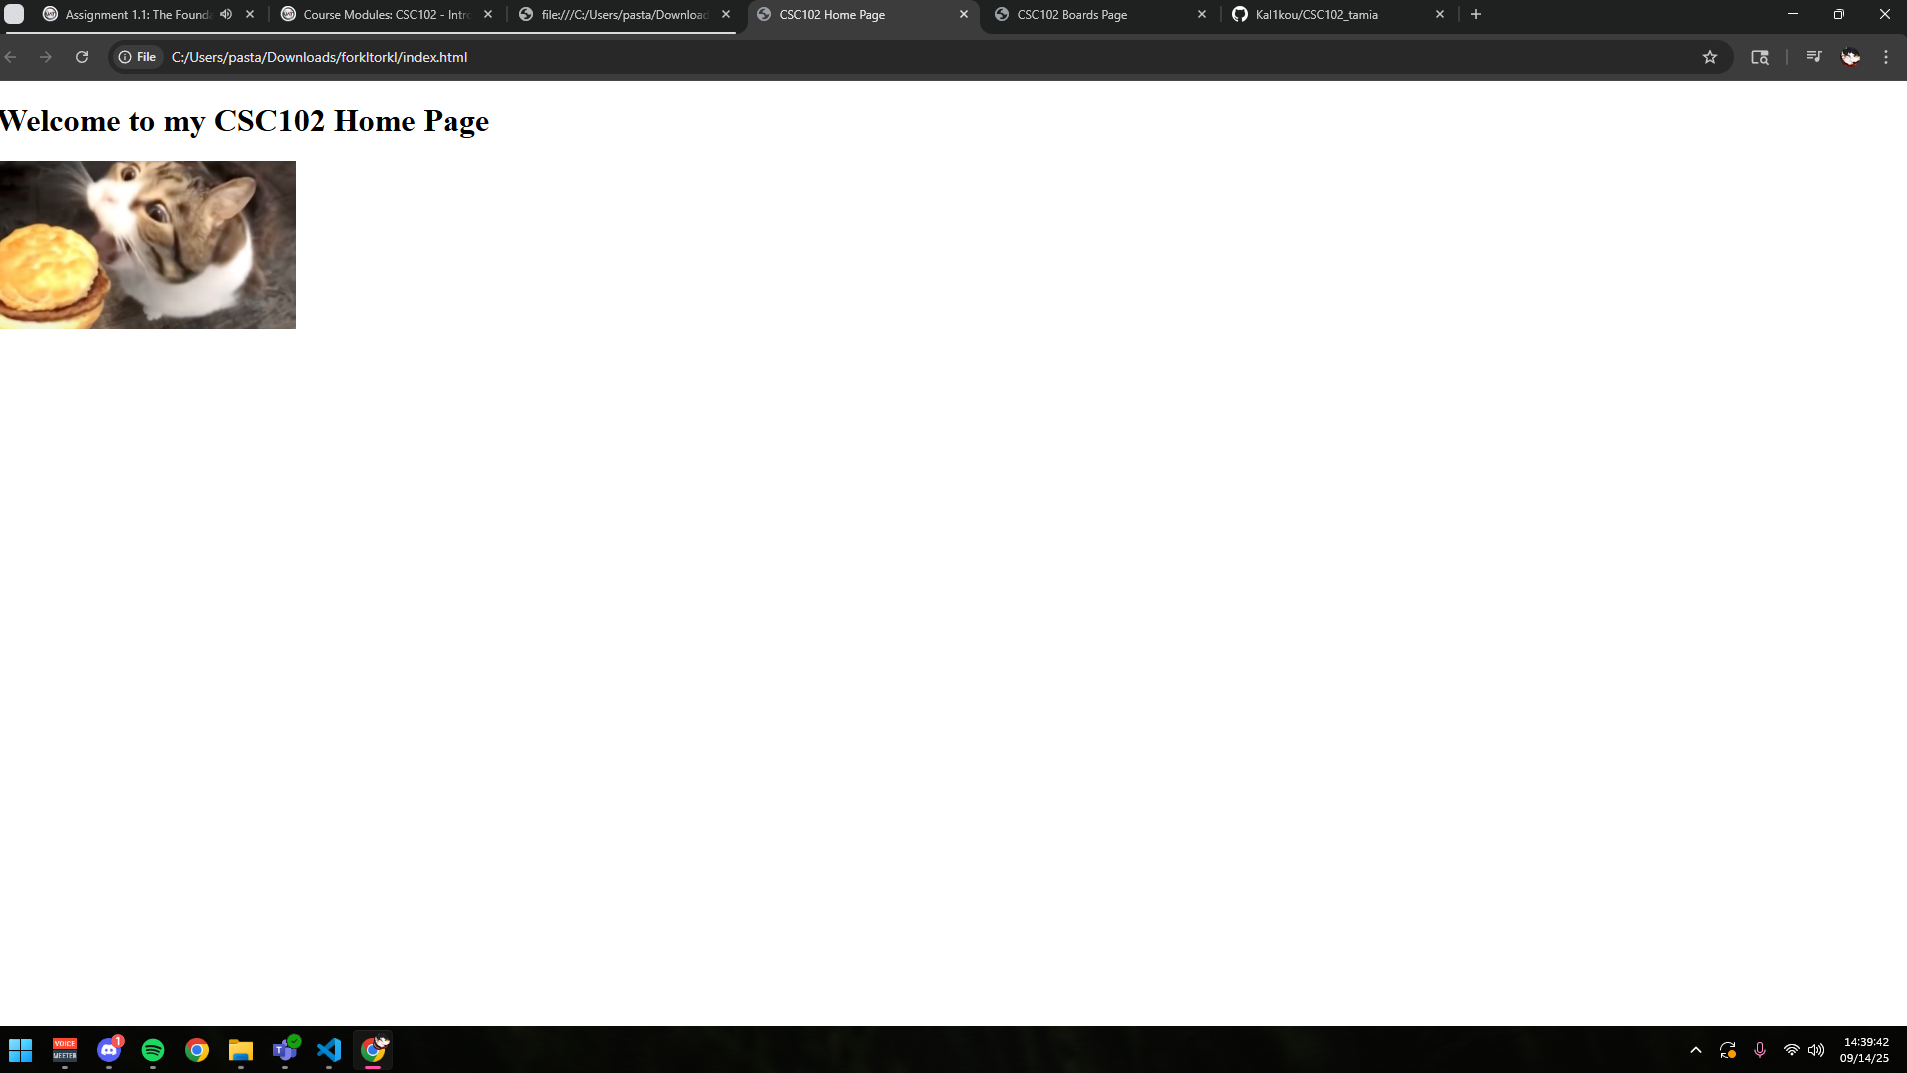 Assignment 1.1: The Founda
Course Modules: CSC102 - Intro
file:///C:/Users/pasta/Download
CSC102 Home Page
CSC102 Boards Page
Kal1kou/CSC102_tamia
File
C:/Users/pasta/Downloads/forkltorkl/index.html
Welcome to my CSC102 Home Page
VOICE
MEETER
1
T
14:39:42
09/14/25